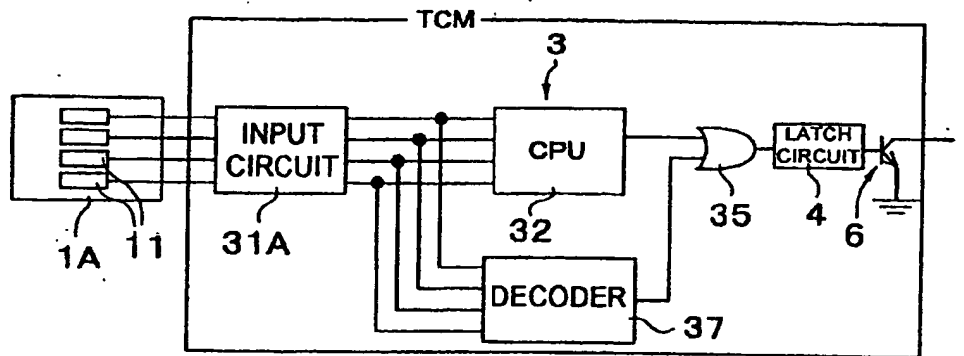 TCM
3
INPUT
CIRCUIT
CPU
LATCH
CIRCUIT
1A
11
31A
32
35
4
6
DECODER
37